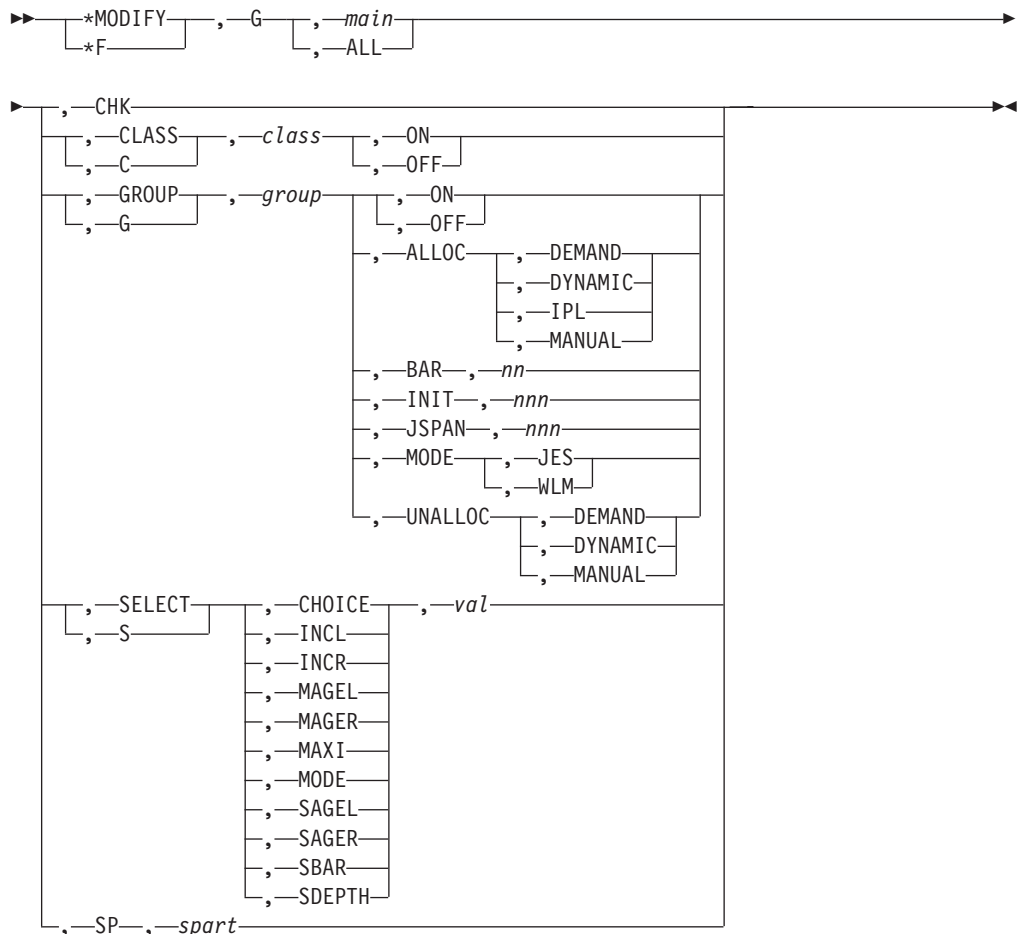 *MODIFY , G , main
*F , ALL
, CHK
, CLASS , class , ON
, C , OFF
, GROUP , group , ON
, G , OFF
, ALLOC , DEMAND
, DYNAMIC
, IPL
, MANUAL
, BAR , nn
, INIT , nnn
, JSPAN , nnn
, MODE , JES
, WLM
, UNALLOC , DEMAND
, DYNAMIC
, MANUAL
, SELECT , CHOICE , val
, S , INCL
, INCR
, MAGEL
, MAGER
, MAXI
, MODE
, SAGEL
, SAGER
, SBAR
, SDEPTH
, SP , spart